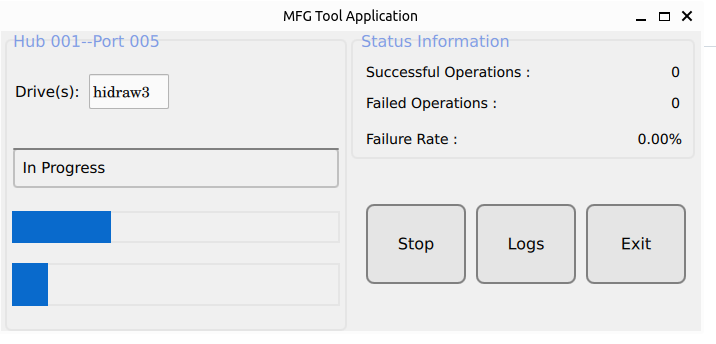 MFG Tool Application
Hub 001--Port 005
Drive(s): hidraw3
In Progress
Status Information
Successful Operations : 0
Failed Operations : 0
Failure Rate : 0.00%
Stop Logs Exit